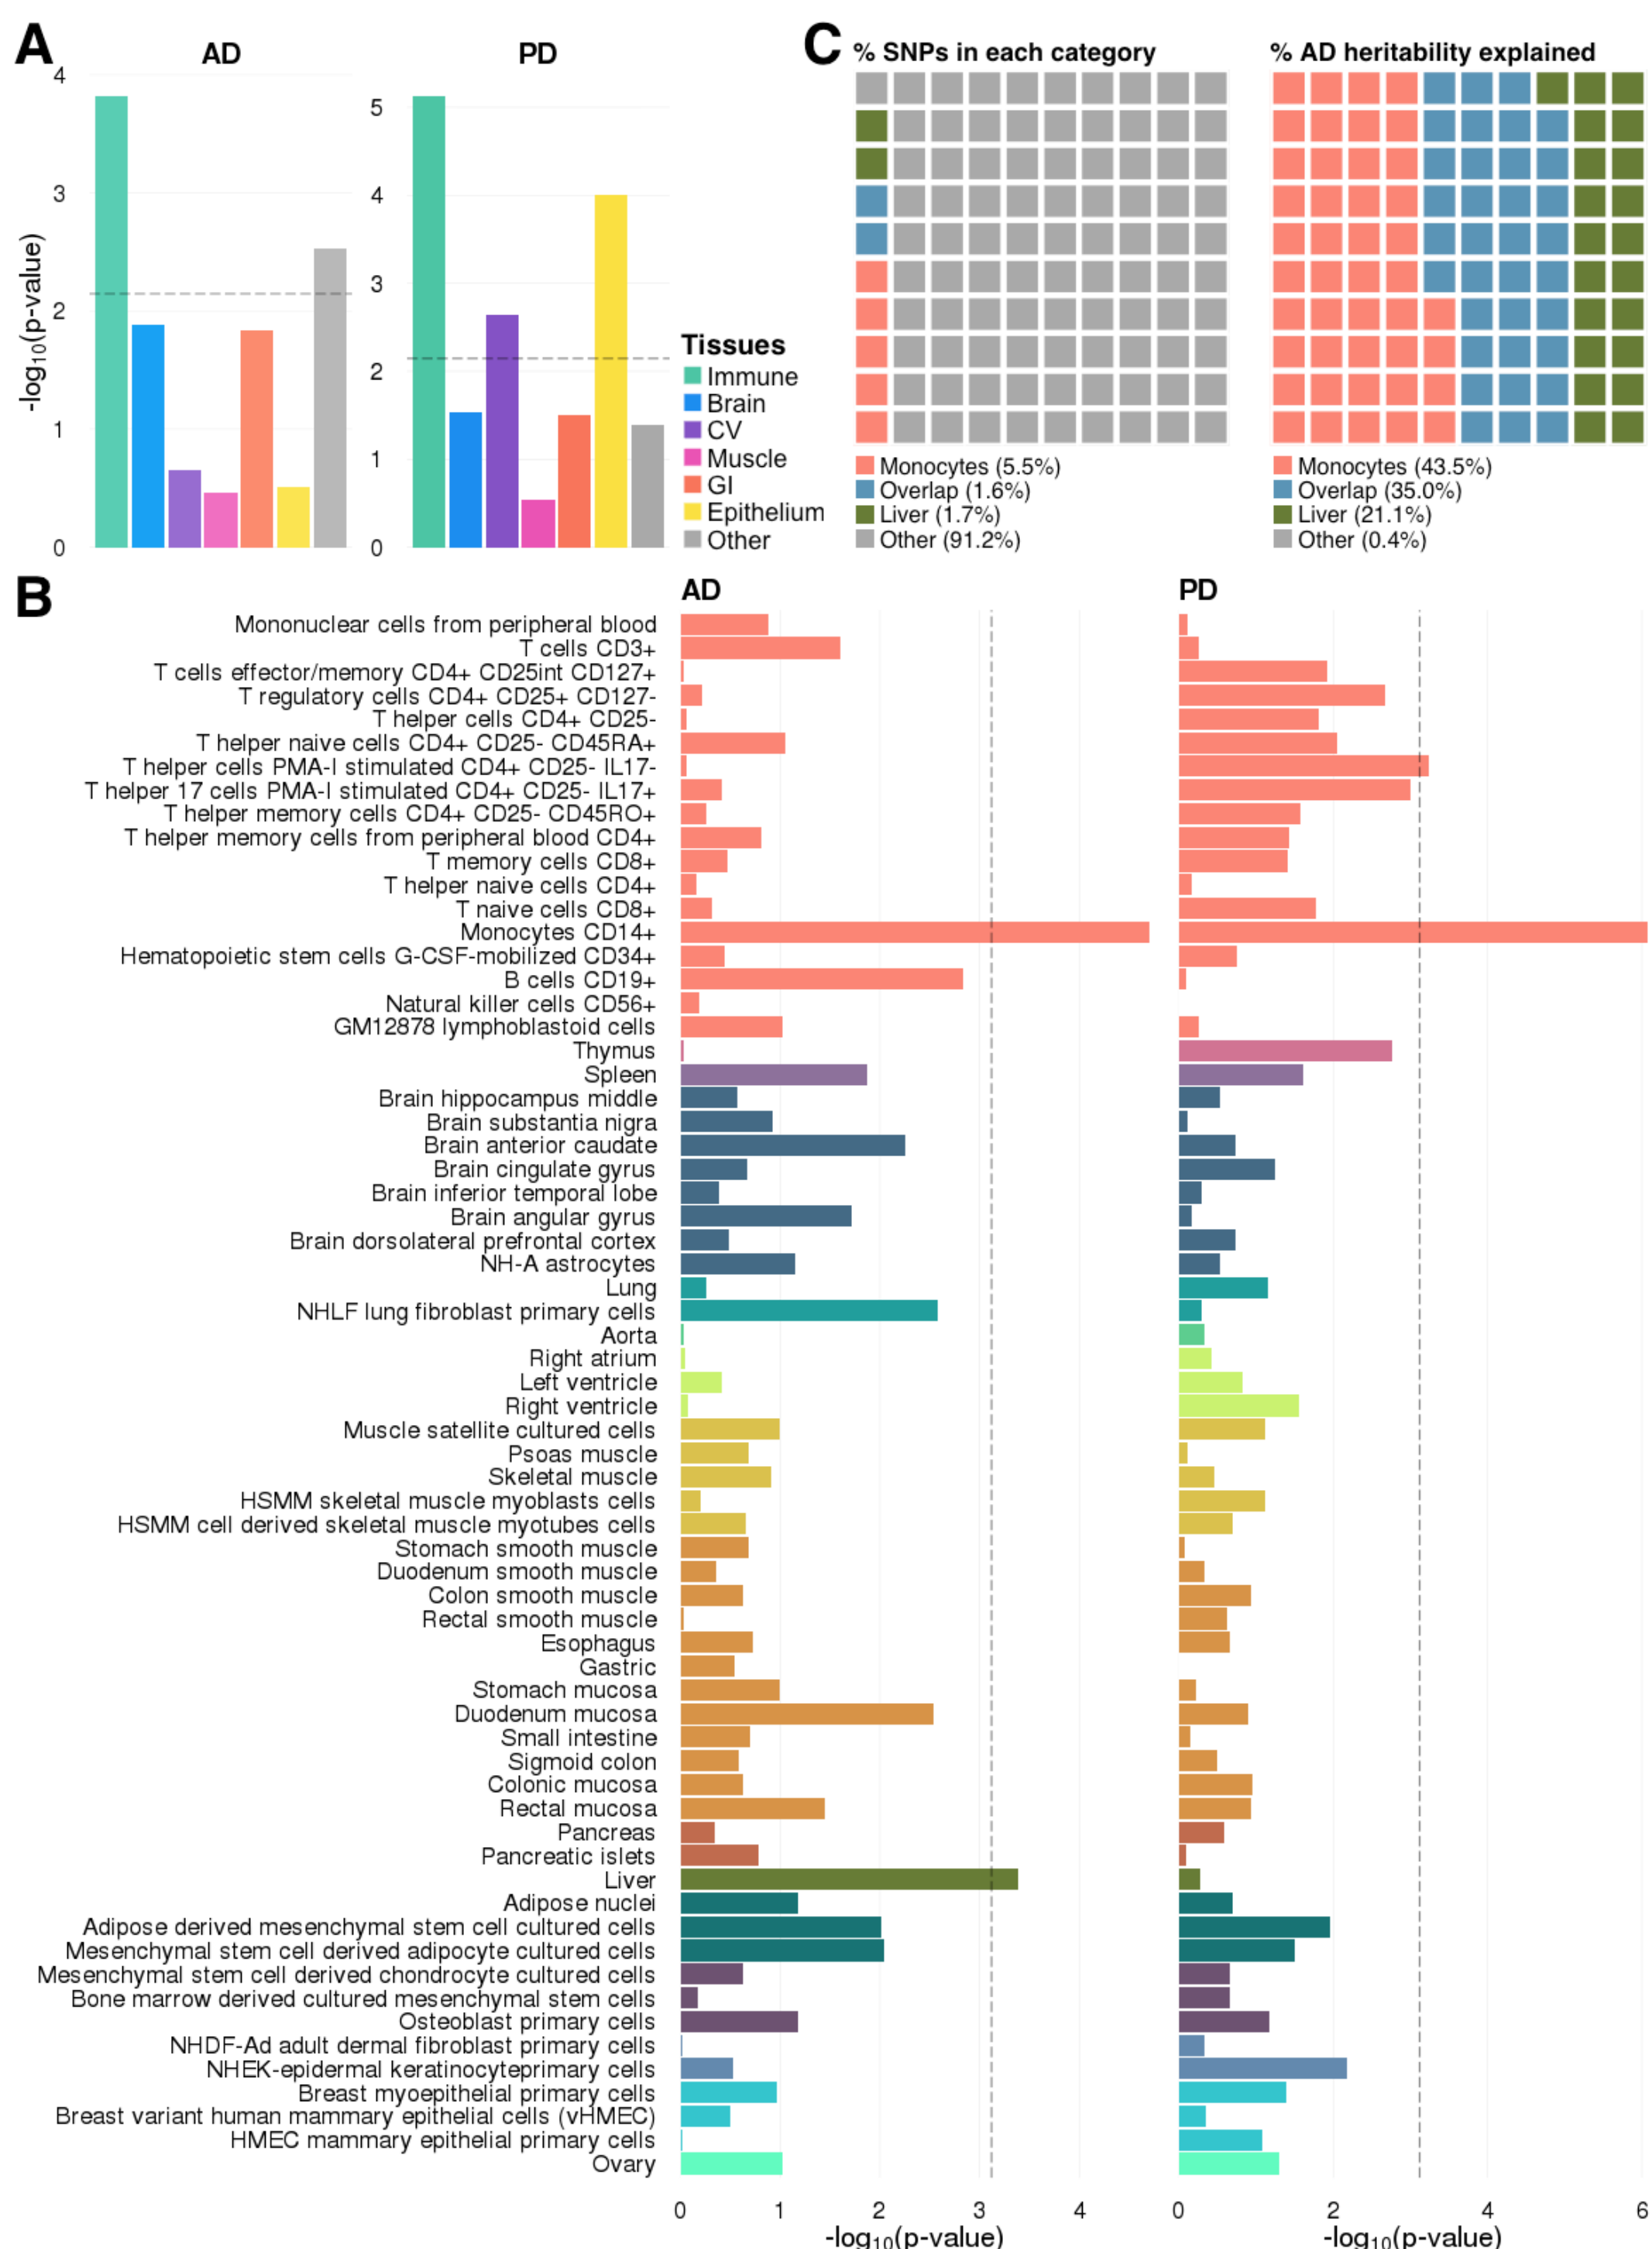 A
AD
PD
4
3
2
1
0
-log10(p-value)
5
4
3
2
1
0
Tissues
Immune
Brain
CV
Muscle
GI
Epithelium
Other
C
% SNPs in each category
% AD heritability explained
Monocytes (5.5%)
Overlap (1.6%)
Liver (1.7%)
Other (91.2%)
Monocytes (43.5%)
Overlap (35.0%)
Liver (21.1%)
Other (0.4%)
B
AD
PD
Mononuclear cells from peripheral blood
T cells CD3+
T cells effector/memory CD4+ CD25int CD127+
T regulatory cells CD4+ CD25+ CD127-
T helper cells CD4+ CD25-
T helper naive cells CD4+ CD25- CD45RA+
T helper cells PMA-I stimulated CD4+ CD25- IL17-
T helper 17 cells PMA-I stimulated CD4+ CD25- IL17+
T helper memory cells CD4+ CD25- CD45RO+
T helper memory cells from peripheral blood CD4+
T memory cells CD8+
T helper naive cells CD4+
T naive cells CD8+
Monocytes CD14+
Hematopoietic stem cells G-CSF-mobilized CD34+
B cells CD19+
Natural killer cells CD56+
GM12878 lymphoblastoid cells
Thymus
Spleen
Brain hippocampus middle
Brain substantia nigra
Brain anterior caudate
Brain cingulate gyrus
Brain inferior temporal lobe
Brain angular gyrus
Brain dorsolateral prefrontal cortex
NH-A astrocytes
Lung
NHLF lung fibroblast primary cells
Aorta
Right atrium
Left ventricle
Right ventricle
Muscle satellite cultured cells
Psoas muscle
Skeletal muscle
HSMM skeletal muscle myoblasts cells
HSMM cell derived skeletal muscle myotubes cells
Stomach smooth muscle
Duodenum smooth muscle
Colon smooth muscle
Rectal smooth muscle
Esophagus
Gastric
Stomach mucosa
Duodenum mucosa
Small intestine
Sigmoid colon
Colonic mucosa
Rectal mucosa
Pancreas
Pancreatic islets
Liver
Adipose nuclei
Adipose derived mesenchymal stem cell cultured cells
Mesenchymal stem cell derived adipocyte cultured cells
Mesenchymal stem cell derived chondrocyte cultured cells
Bone marrow derived cultured mesenchymal stem cells
Osteoblast primary cells
NHDF-Ad adult dermal fibroblast primary cells
NHEK-epidermal keratinocyteprimary cells
Breast myoepithelial primary cells
Breast variant human mammary epithelial cells (vHMEC)
HMEC mammary epithelial primary cells
Ovary
0 1 2 3 4
0 2 4 6
-log10(p-value)
-log10(p-value)